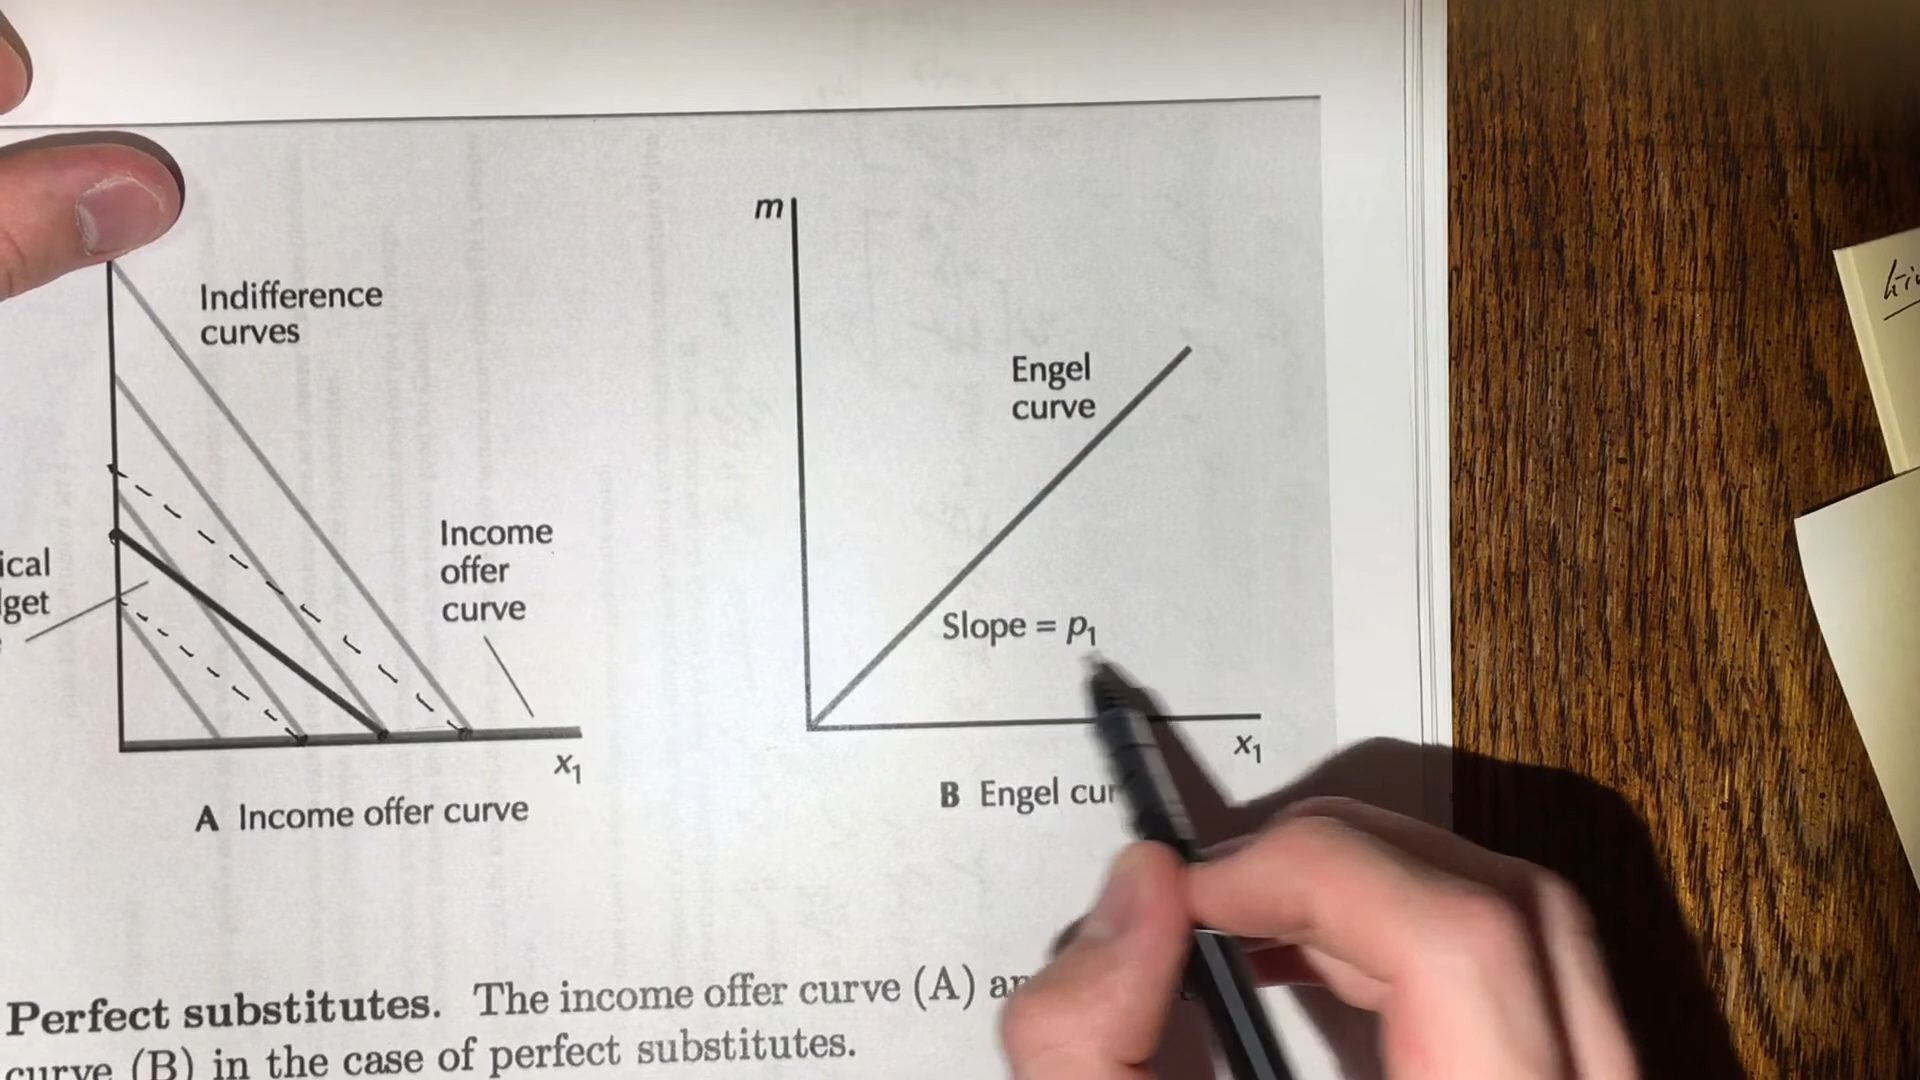 m
Indifference
curves
Engel
curve
Income
offer
curve
ical
get
Slope = p₁
x₁
x₁
A Income offer curve
B Engel cur
Perfect substitutes. The income offer curve (A)
curve (B) in the case of perfect substitutes.